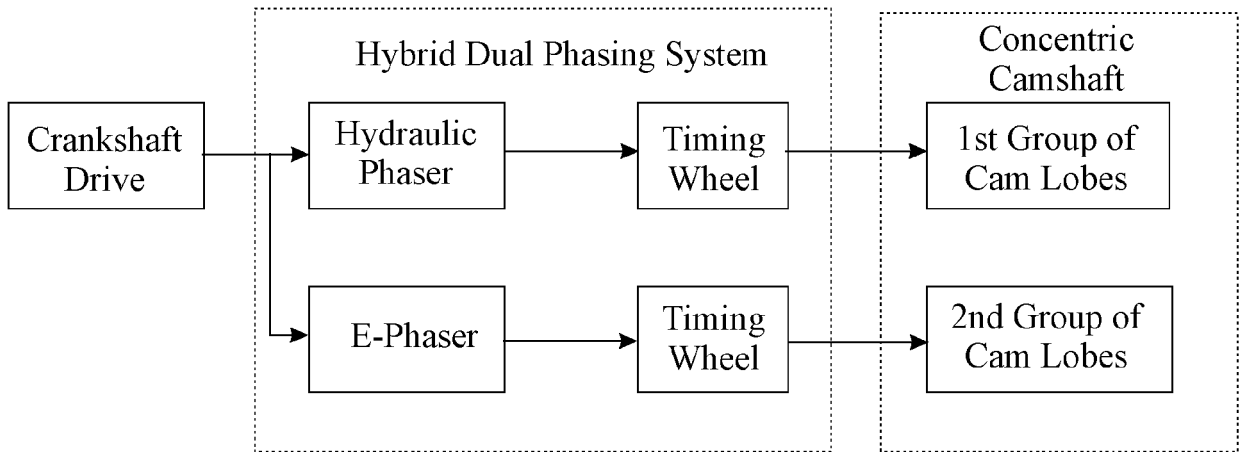 Hybrid Dual Phasing System
Concentric
Camshaft
Crankshaft
Drive
Hydraulic
Phaser
Timing
Wheel
1st Group of
Cam Lobes
E-Phaser
Timing
Wheel
2nd Group of
Cam Lobes